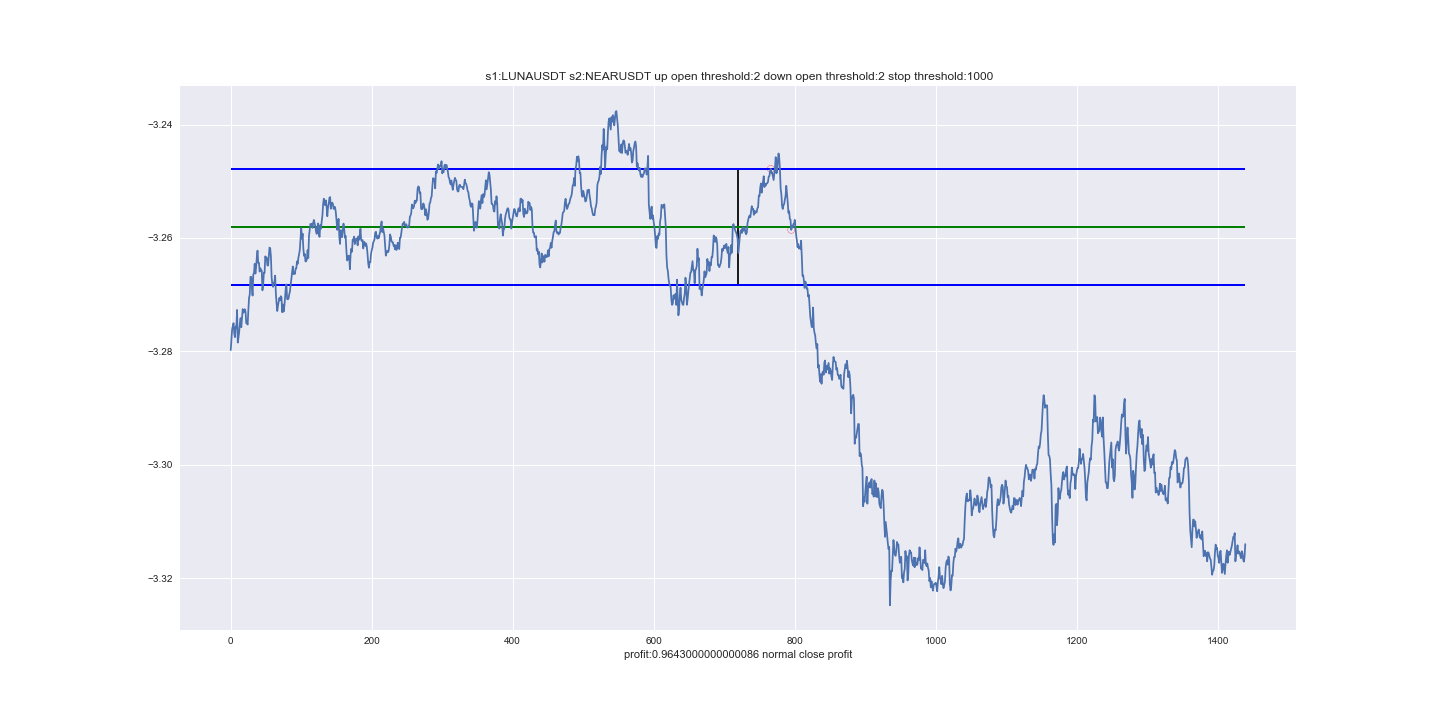 s1:LUNAUSDT s2:NEARUSDT up open threshold:2 down open threshold:2 stop threshold:1000
−3.24
−3.26
−3.28
−3.30
−3.32
0 200 400 600 800 1000 1200 1400
profit:0.9643000000000086 normal close profit